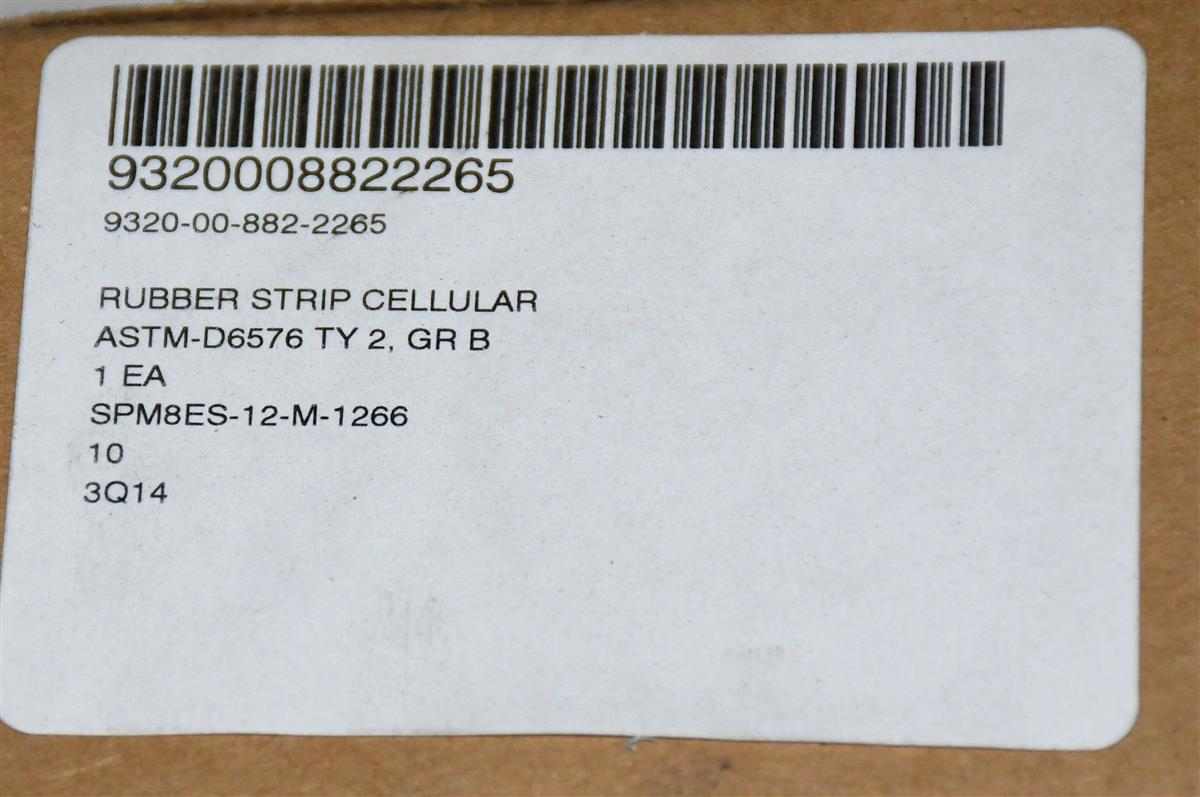 9320008822265
9320-00-882-2265
RUBBER STRIP CELLULAR
ASTM-D6576 TY 2, GR B
1 EA
SPM8ES-12-M-1266
10
3Q14